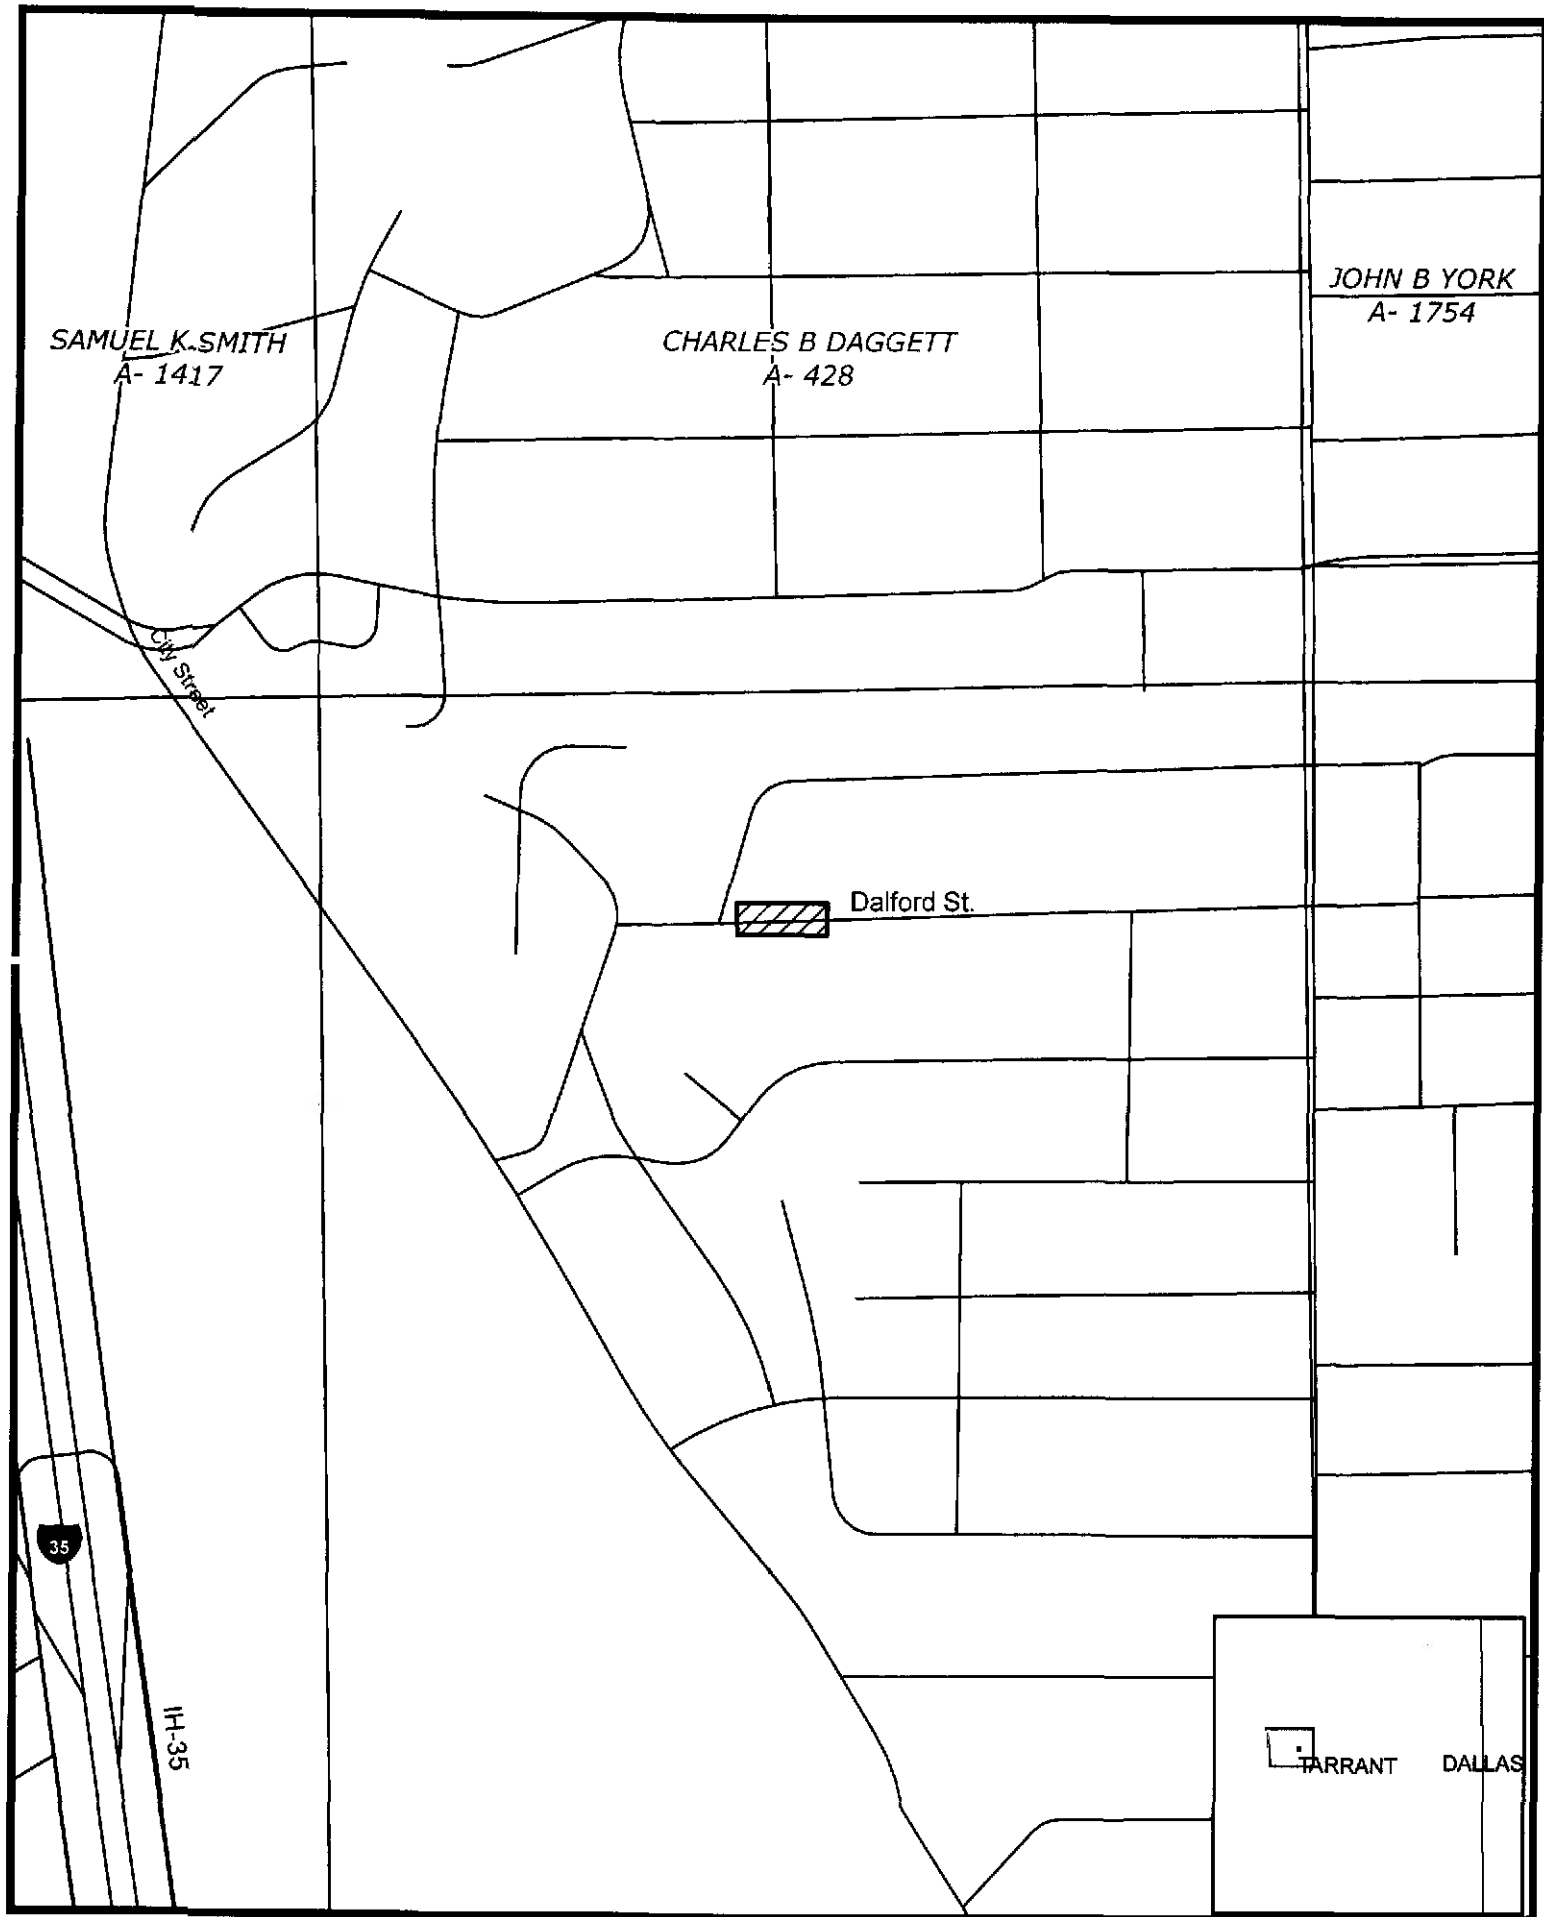 JOHN B YORK
A- 1754
SAMUEL K SMITH
A- 1417
CHARLES B DAGGETT
A- 428
City Street
Dalford St.
35
IH-35
TARRANT
DALLAS